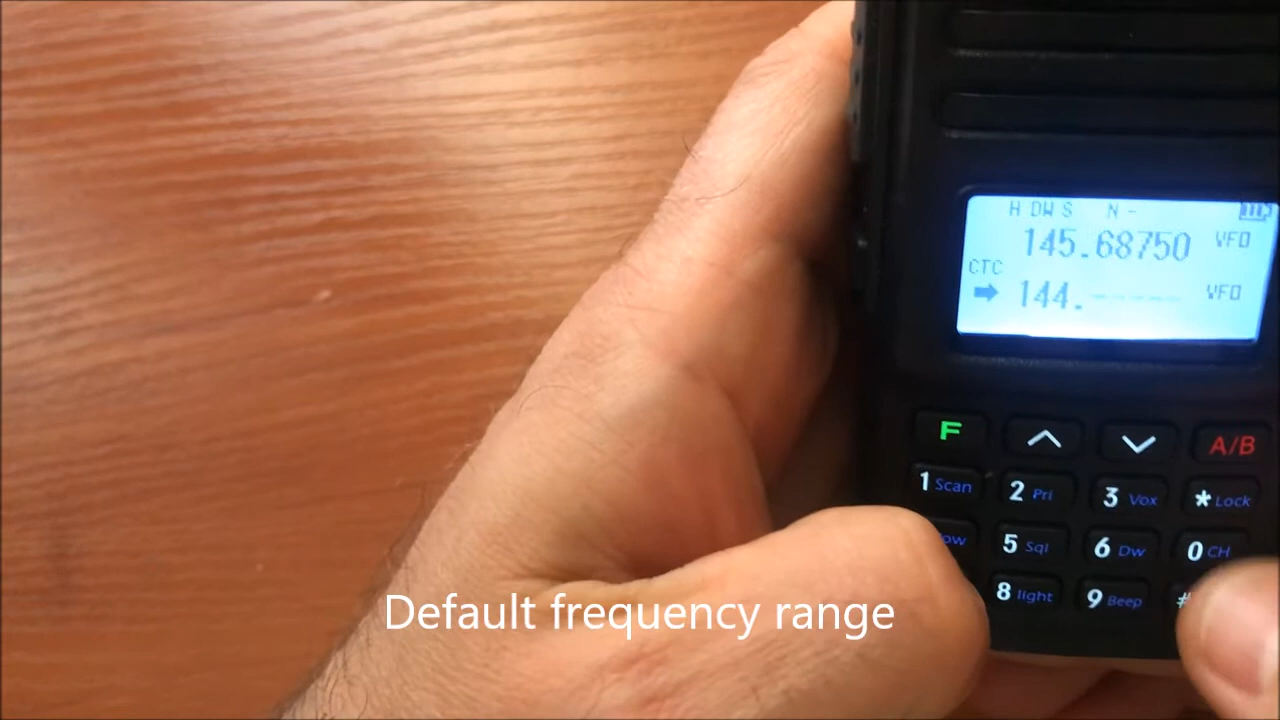 H DW S N -
145.68750 VFO
CTC
144. VFO
F A/B
1 Scan 2 Pri 3 Vox * Lock
5 Sql 6 Dw 0 CH
8 light 9 Beep #
Default frequency range